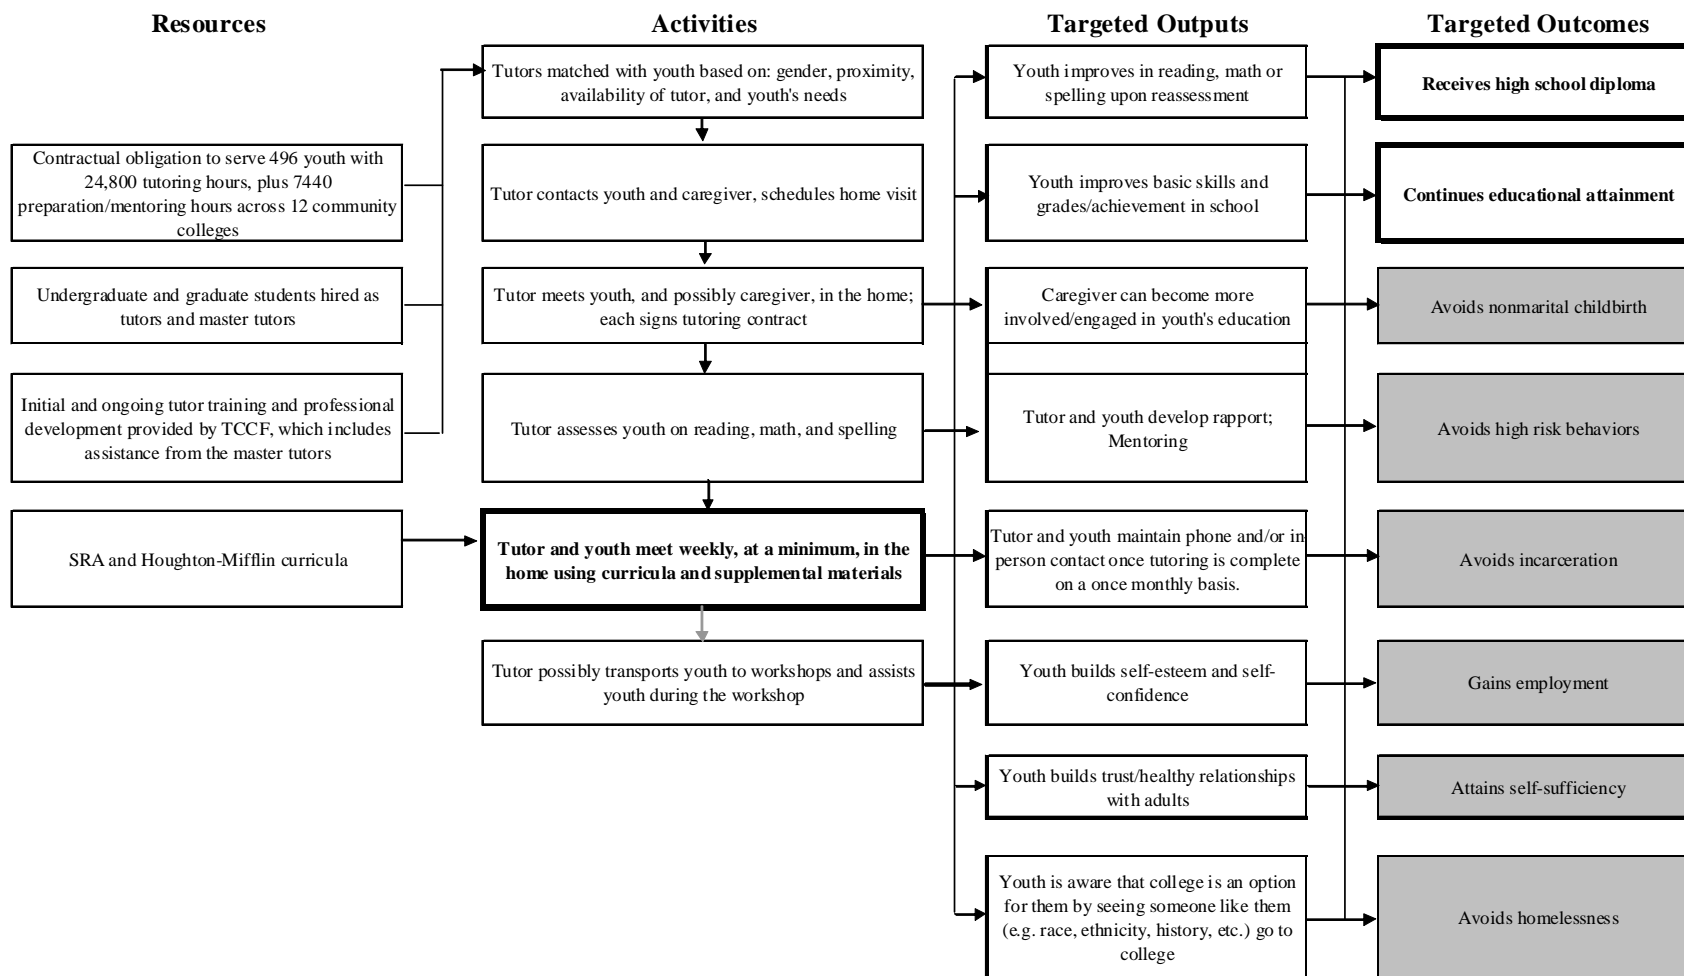 Resources
Activities
Targeted Outputs
Targeted Outcomes
Contractual obligation to serve 496 youth with
24,800 tutoring hours, plus 7440
preparation/mentoring hours across 12 community
colleges
Undergraduate and graduate students hired as
tutors and master tutors
Initial and ongoing tutor training and professional
development provided by TCCF, which includes
assistance from the master tutors
SRA and Houghton-Mifflin curricula
Tutors matched with youth based on: gender, proximity,
availability of tutor, and youth's needs
Tutor contacts youth and caregiver, schedules home visit
Tutor meets youth, and possibly caregiver, in the home;
each signs tutoring contract
Tutor assesses youth on reading, math, and spelling
Tutor and youth meet weekly, at a minimum, in the
home using curricula and supplemental materials
Tutor possibly transports youth to workshops and assists
youth during the workshop
Youth improves in reading, math or
spelling upon reassessment
Youth improves basic skills and
grades/achievement in school
Caregiver can become more
involved/engaged in youth's education
Tutor and youth develop rapport;
Mentoring
Tutor and youth maintain phone and/or in-
person contact once tutoring is complete
on a once monthly basis.
Youth builds self-esteem and self-
confidence
Youth builds trust/healthy relationships
with adults
Youth is aware that college is an option
for them by seeing someone like them
(e.g. race, ethnicity, history, etc.) go to
college
Receives high school diploma
Continues educational attainment
Avoids nonmarital childbirth
Avoids high risk behaviors
Avoids incarceration
Gains employment
Attains self-sufficiency
Avoids homelessness